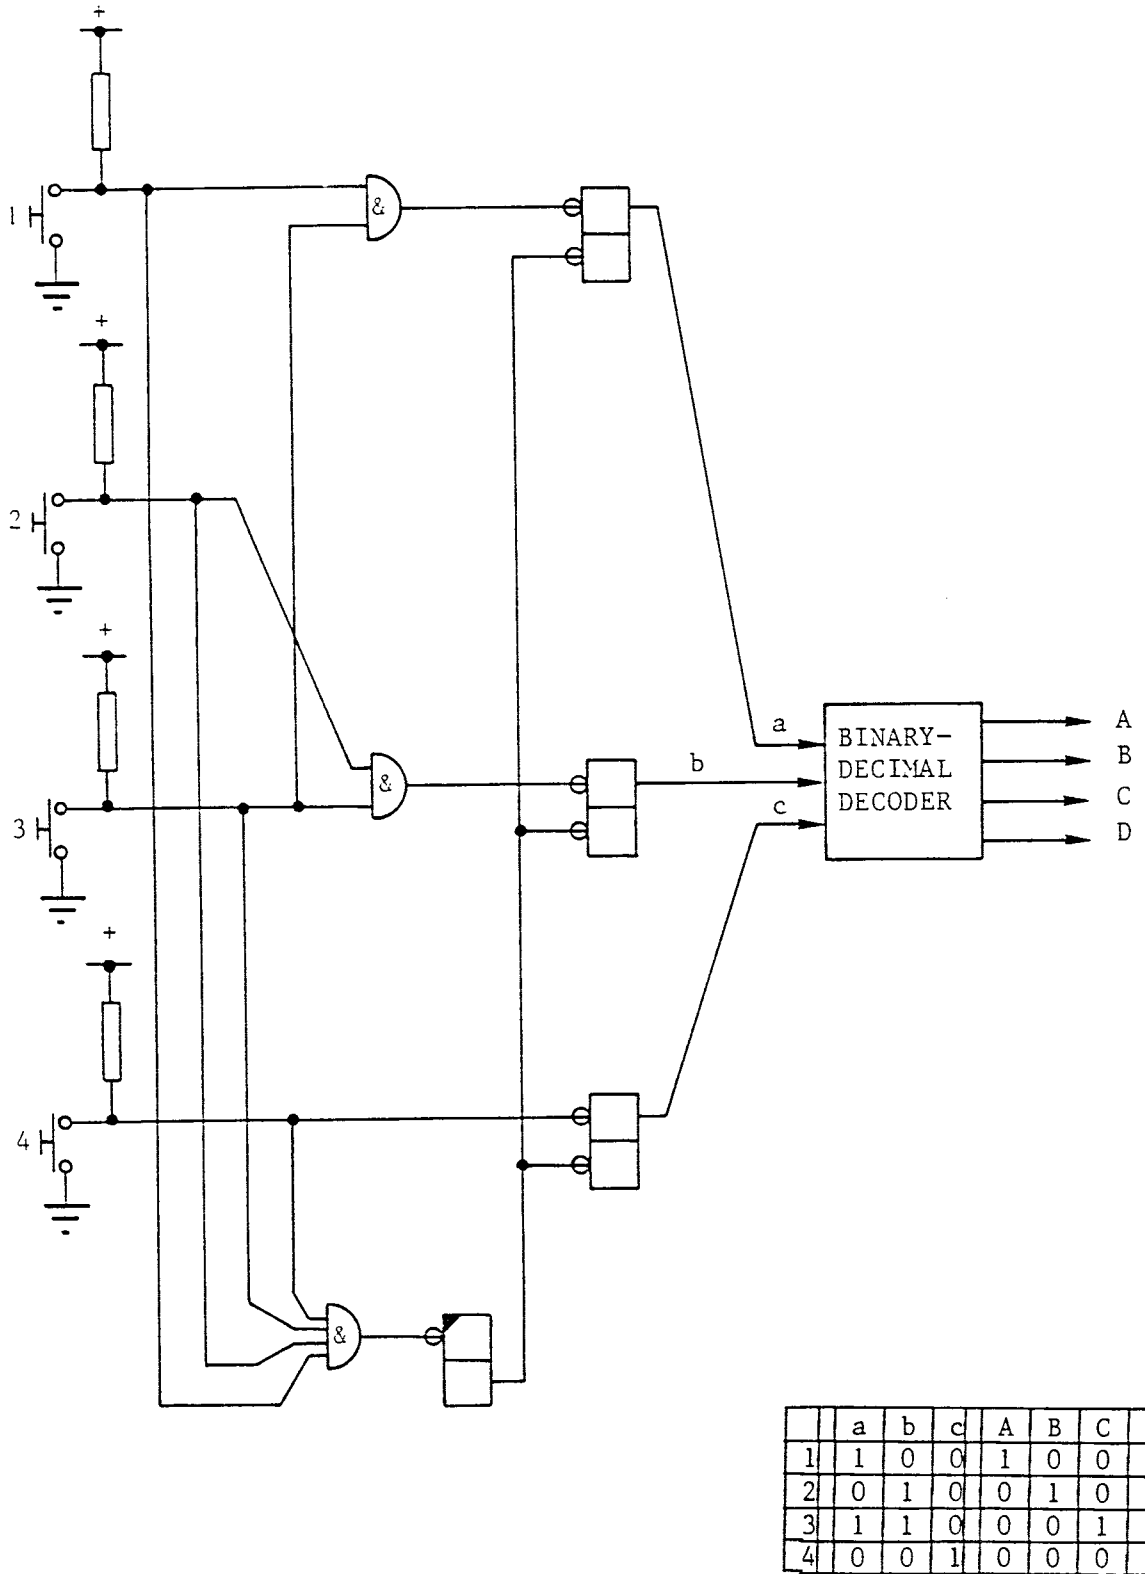 +
1
&
+
2
+
a
b
c
BINARY-
DECIMAL
DECODER
A
B
C
D
&
3
+
4
&
a b c A B C
1 1 0 0 1 0 0
2 0 1 0 0 1 0
3 1 1 0 0 0 1
4 0 0 1 0 0 0